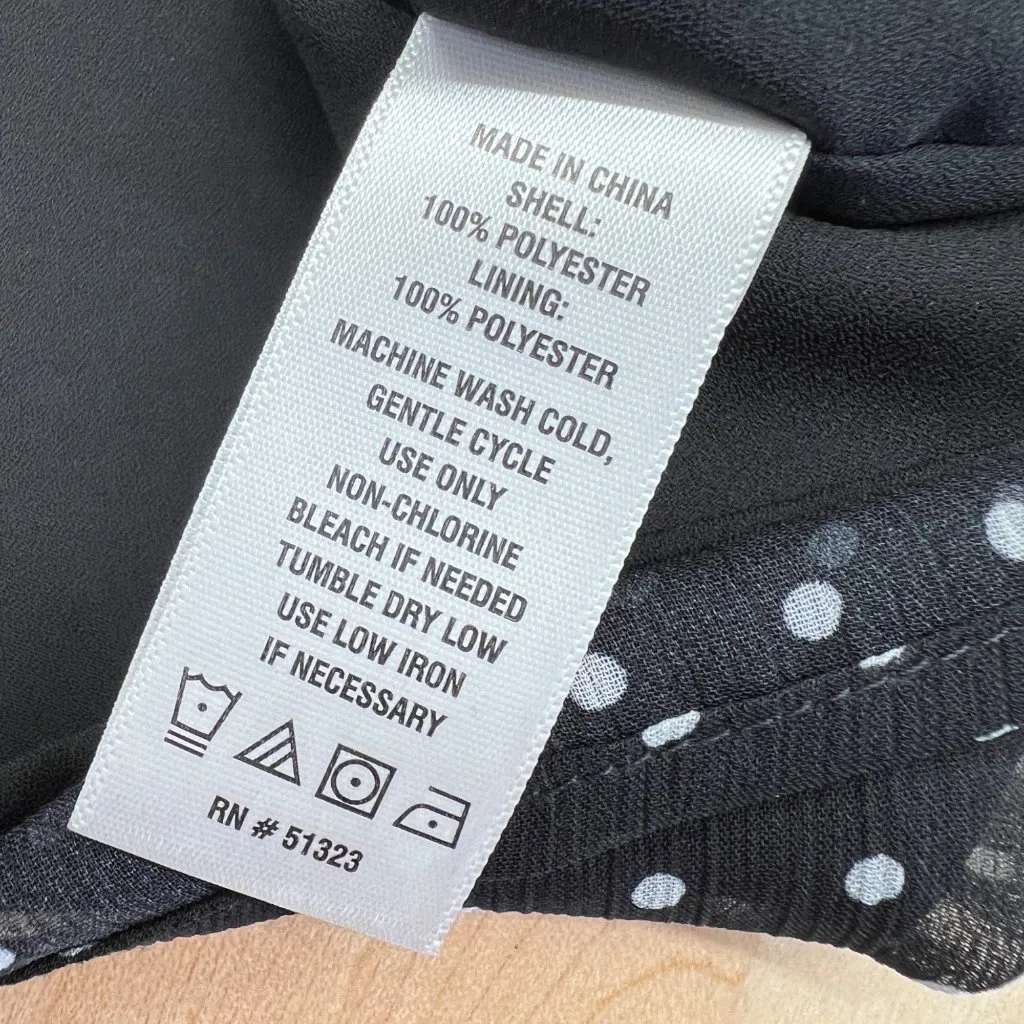 MADE IN CHINA
SHELL:
100% POLYESTER
LINING:
100% POLYESTER
MACHINE WASH COLD,
GENTLE CYCLE
USE ONLY
NON-CHLORINE
BLEACH IF NEEDED
TUMBLE DRY LOW
USE LOW IRON
IF NECESSARY
RN # 51323